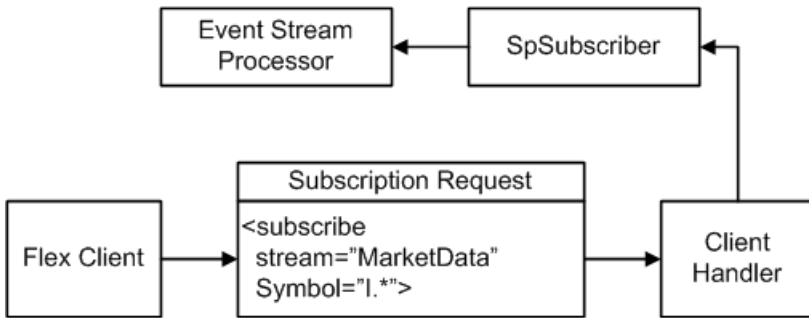 Event Stream
Processor
SpSubscriber
Subscription Request
<subscribe
stream=”MarketData”
Symbol=”I.*”>
Flex Client
Client
Handler